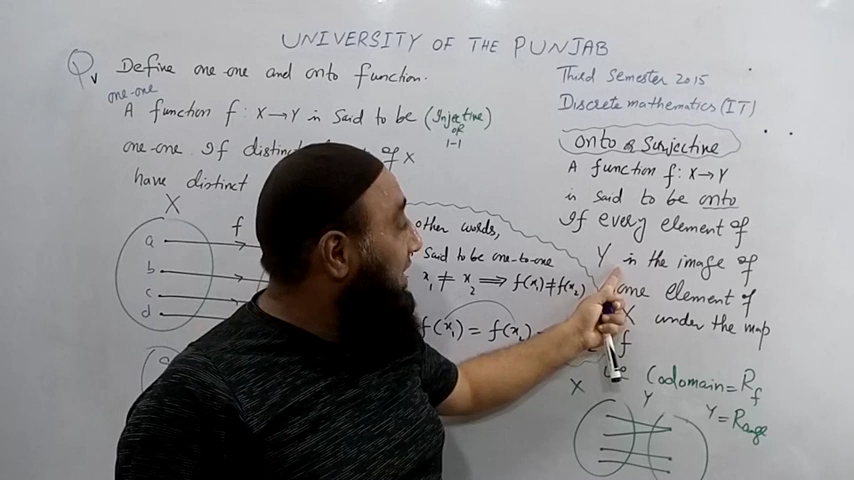 UNIVERSITY OF THE PUNJAB
Q
Define one-one and onto function.
one-one
A function f: X→Y is said to be (Injective)
or
1-1
one-one If distinct of X
have distinct
X
f
a
b
c
d
other words,
said to be one-to-one
x₁ ≠ x₂ ⟹ f(x₁) ≠ f(x₂)
f(x₁) = f(x₂)
Third Semester 2015
Discrete mathematics (IT)
onto or Surjective
A function f: X→Y
is said to be onto
If every element of
Y is the image of
element of
X under the map
f
Codomain = R_f
X Y Y = Range